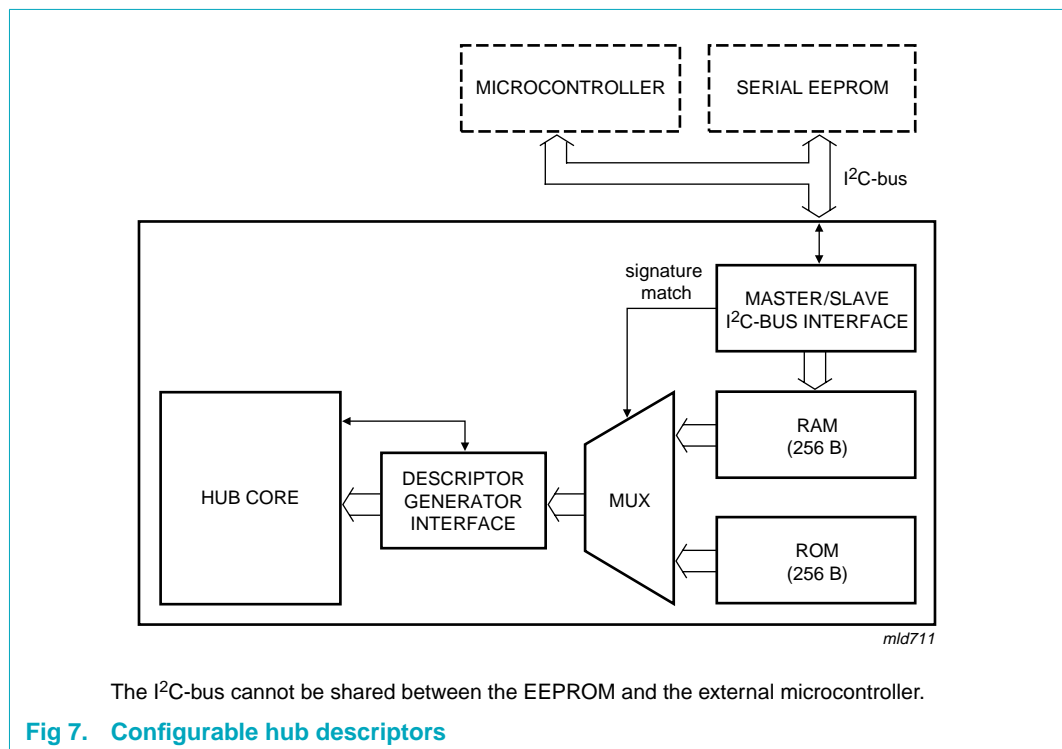 MICROCONTROLLER
SERIAL EEPROM
I²C-bus
signature
match
MASTER/SLAVE
I²C-BUS INTERFACE
HUB CORE
DESCRIPTOR
GENERATOR
INTERFACE
MUX
RAM
(256 B)
ROM
(256 B)
mld711
The I²C-bus cannot be shared between the EEPROM and the external microcontroller.
Fig 7. Configurable hub descriptors